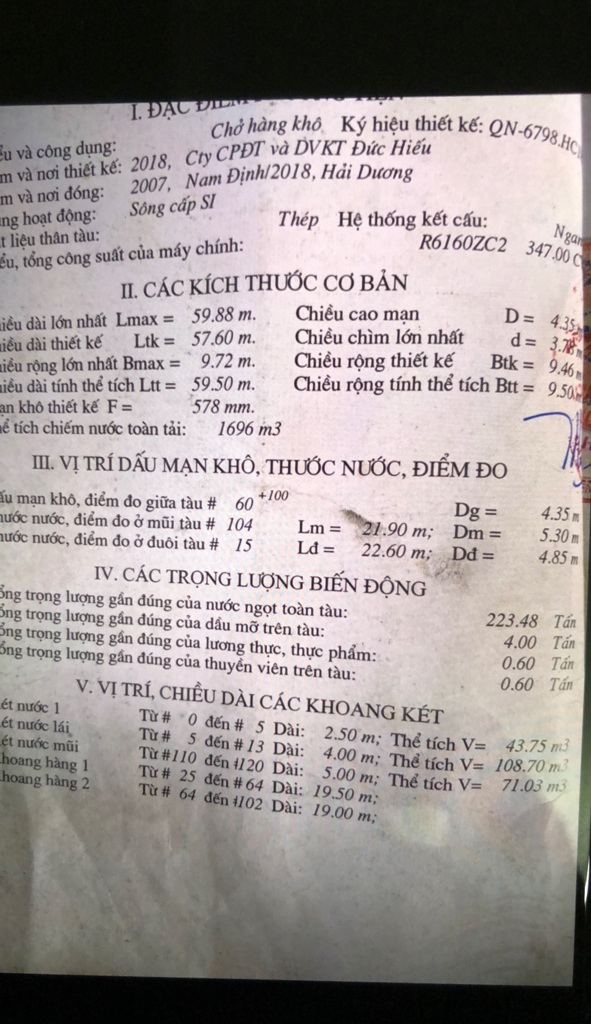 I. ĐẶC ĐIỂM
Chở hàng khô Ký hiệu thiết kế: QN-6798.HC
ểu và công dụng:
m và nơi thiết kế: 2018, Cty CPĐT và DVKT Đức Hiếu
m và nơi đóng: 2007, Nam Định/2018, Hải Dương
ng hoạt động: Sông cấp SI
t liệu thân tàu: Thép Hệ thống kết cấu: Ngan
ểu, tổng công suất của máy chính: R6160ZC2 347.00 C
II. CÁC KÍCH THƯỚC CƠ BẢN
iều dài lớn nhất Lmax = 59.88 m. Chiều cao mạn D = 4.35
iều dài thiết kế Ltk = 57.60 m. Chiều chìm lớn nhất d = 3.78 m
iều rộng lớn nhất Bmax = 9.72 m. Chiều rộng thiết kế Btk = 9.46 m
iều dài tính thể tích Ltt = 59.50 m. Chiều rộng tính thể tích Btt = 9.50
ạn khô thiết kế F = 578 mm.
ể tích chiếm nước toàn tải: 1696 m3
III. VỊ TRÍ DẤU MẠN KHÔ, THƯỚC NƯỚC, ĐIỂM ĐO
ấu mạn khô, điểm đo giữa tàu # 60 +100 Dg = 4.35 m
ước nước, điểm đo ở mũi tàu # 104 Lm = 21.90 m; Dm = 5.30 m
ước nước, điểm đo ở đuôi tàu # 15 Lđ = 22.60 m; Dđ = 4.85 m
IV. CÁC TRỌNG LƯỢNG BIẾN ĐỘNG
ổng trọng lượng gần đúng của nước ngọt toàn tàu: 223.48 Tấn
ổng trọng lượng gần đúng của dầu mỡ trên tàu: 4.00 Tấn
ổng trọng lượng gần đúng của lương thực, thực phẩm: 0.60 Tấn
ổng trọng lượng gần đúng của thuyền viên trên tàu: 0.60 Tấn
V. VỊ TRÍ, CHIỀU DÀI CÁC KHOANG KÉT
ét nước 1 Từ # 0 đến # 5 Dài: 2.50 m; Thể tích V= 43.75 m3
ét nước lái Từ # 5 đến # 13 Dài: 4.00 m; Thể tích V= 108.70 m3
ét nước mũi Từ #110 đến #120 Dài: 5.00 m; Thể tích V= 71.03 m3
hoang hàng 1 Từ # 25 đến # 64 Dài: 19.50 m;
hoang hàng 2 Từ # 64 đến #102 Dài: 19.00 m;